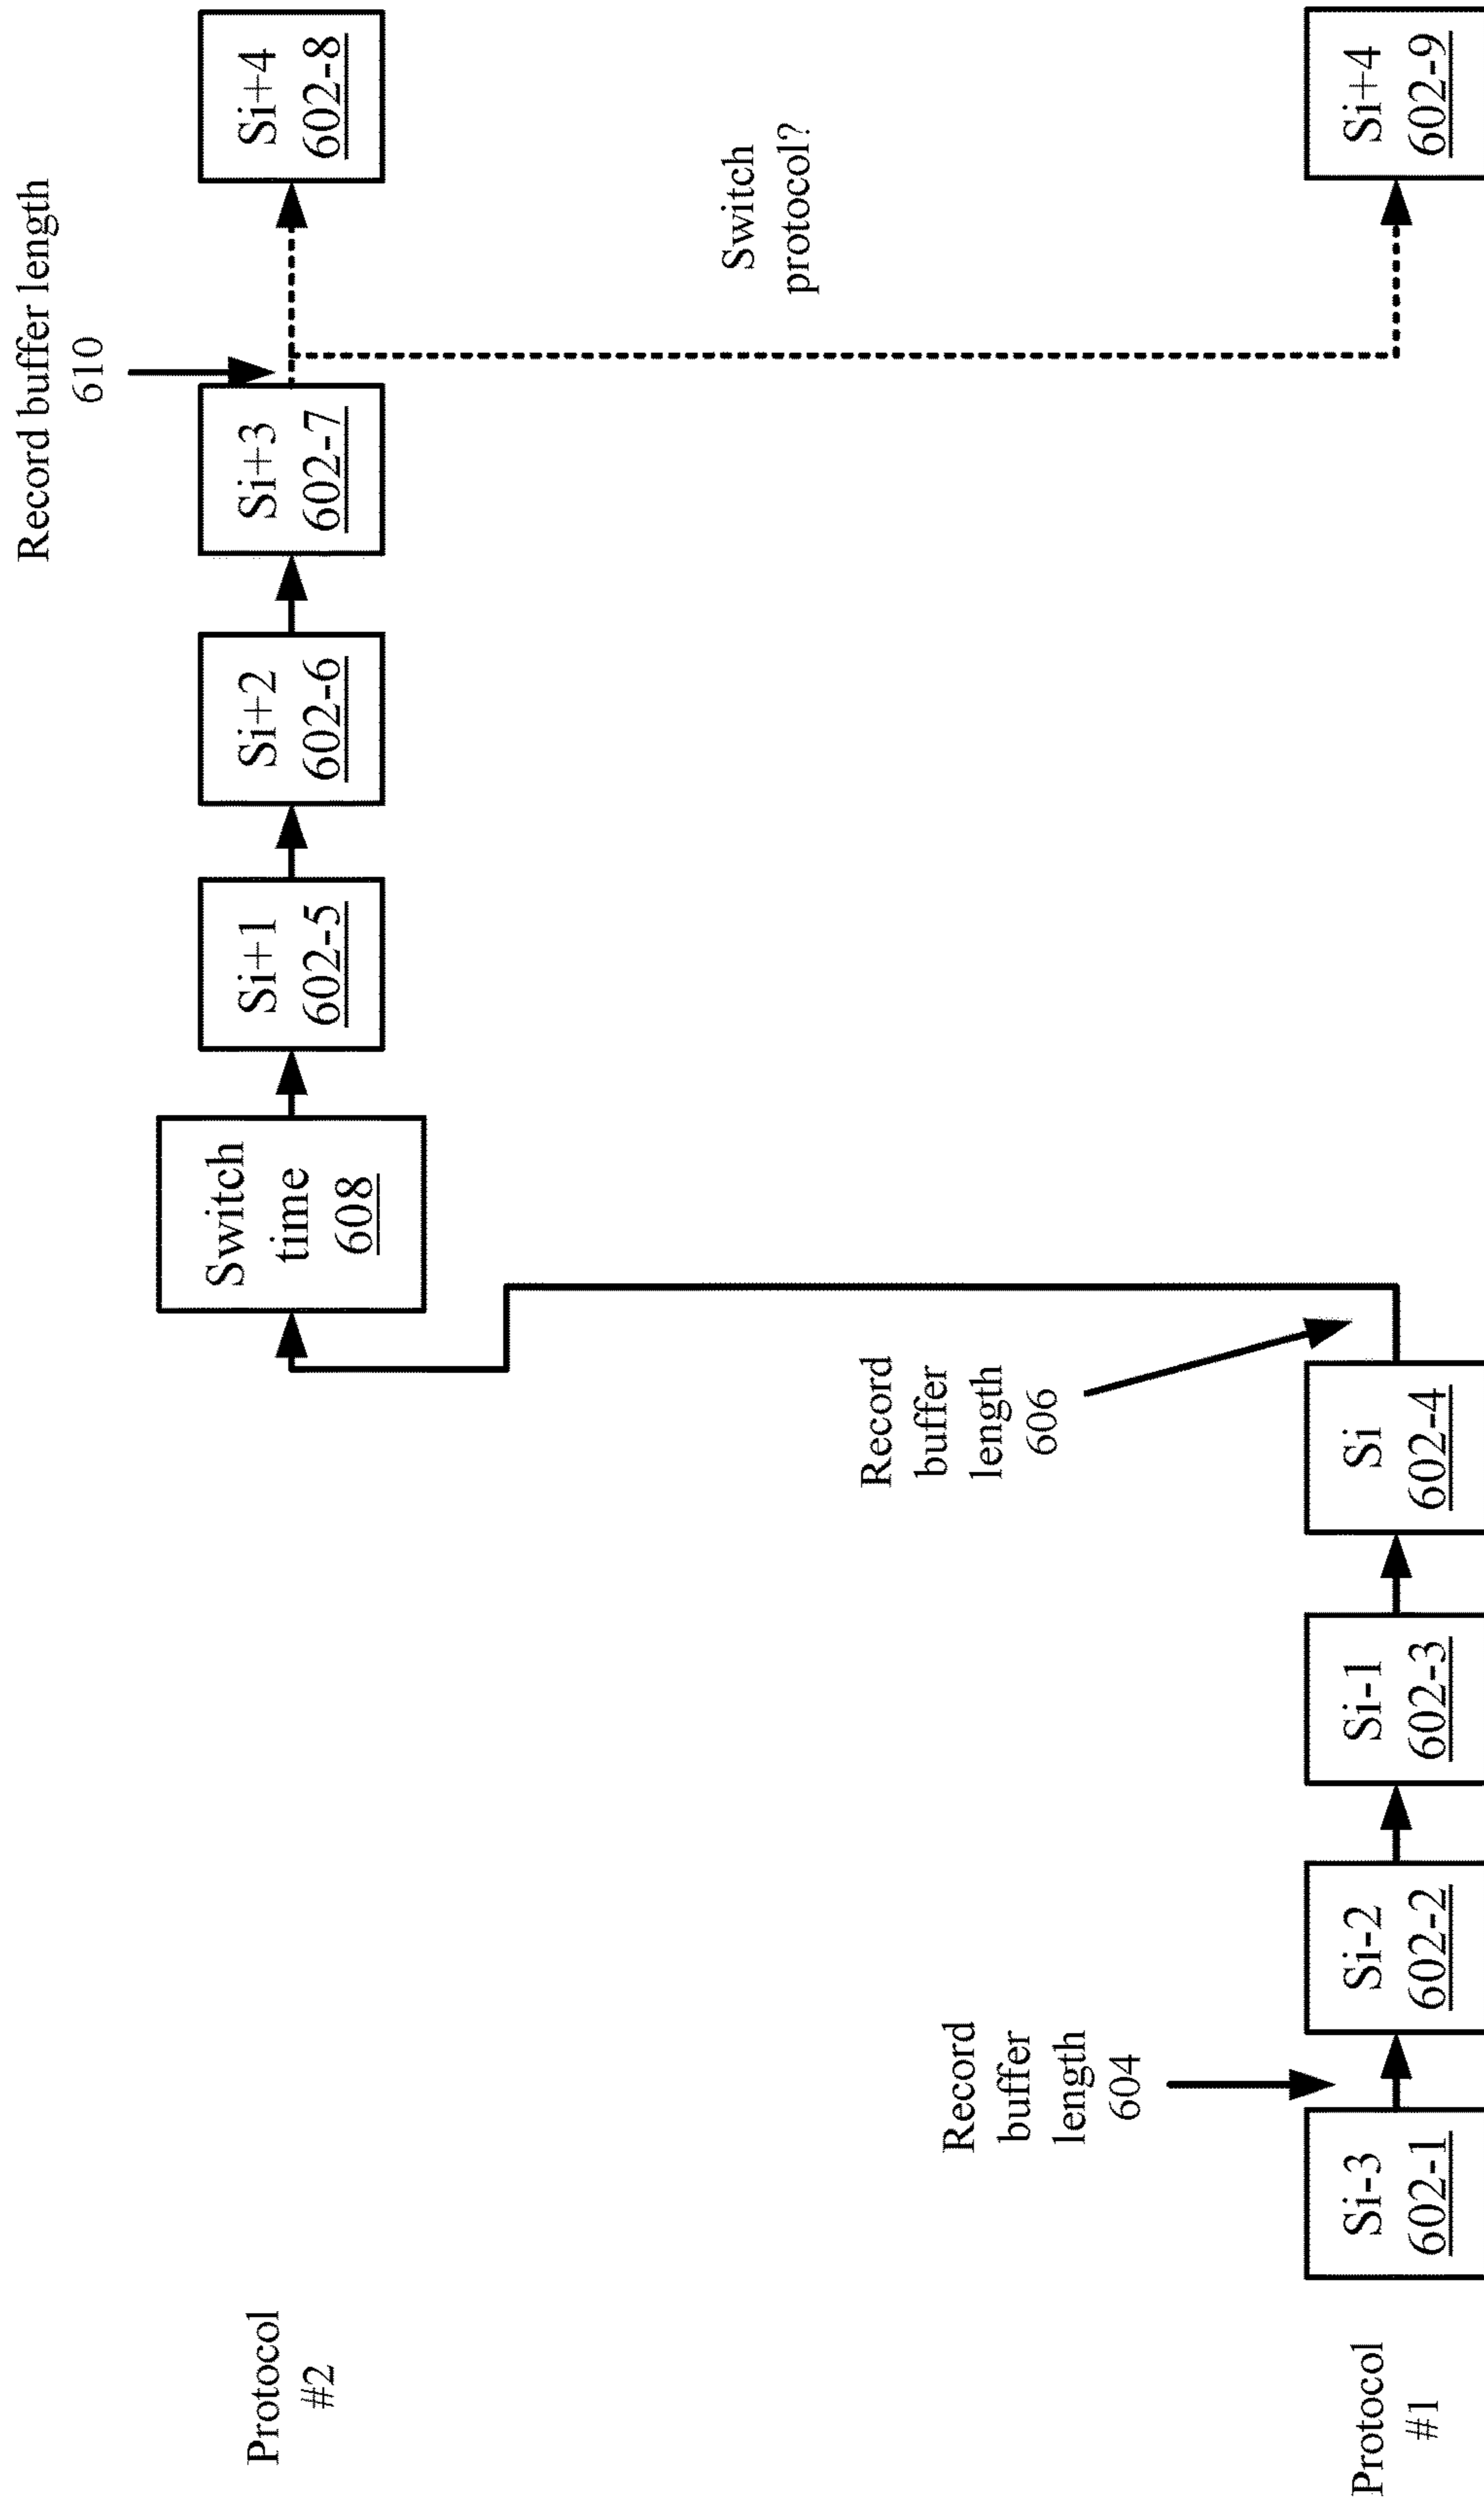 Record buffer length
610
Protocol
#2
Switch
time
608
Si+1
602-5
Si+2
602-6
Si+3
602-7
Si+4
602-8
Switch
protocol?
Record
buffer
length
604
Record
buffer
length
606
Protocol
#1
Si-3
602-1
Si-2
602-2
Si-1
602-3
Si
602-4
Si+4
602-9